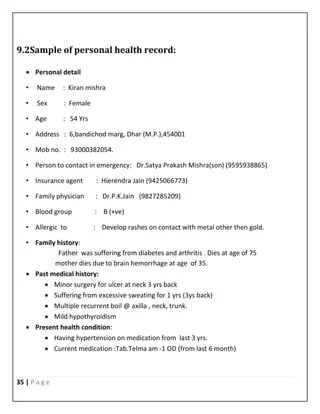 9.2Sample of personal health record:
• Personal detail
• Name : Kiran mishra
• Sex : Female
• Age : 54 Yrs
• Address : 6,bandichod marg, Dhar (M.P.),454001
• Mob no. : 93000382054.
• Person to contact in emergency: Dr.Satya Prakash Mishra(son) (9595938865)
• Insurance agent : Hierendra Jain (9425066773)
• Family physician : Dr.P.K.Jain (9827285209)
• Blood group : B (+ve)
• Allergic to : Develop rashes on contact with metal other then gold.
• Family history:
Father was suffering from diabetes and arthritis . Dies at age of 75
mother dies due to brain hemorrhage at age of 35.
• Past medical history:
• Minor surgery for ulcer at neck 3 yrs back
• Suffering from excessive sweating for 1 yrs (3ys back)
• Multiple recurrent boil @ axilla , neck, trunk.
• Mild hypothyroidism
• Present health condition:
• Having hypertension on medication from last 3 yrs.
• Current medication :Tab.Telma am -1 OD (from last 6 month)
35 | P a g e